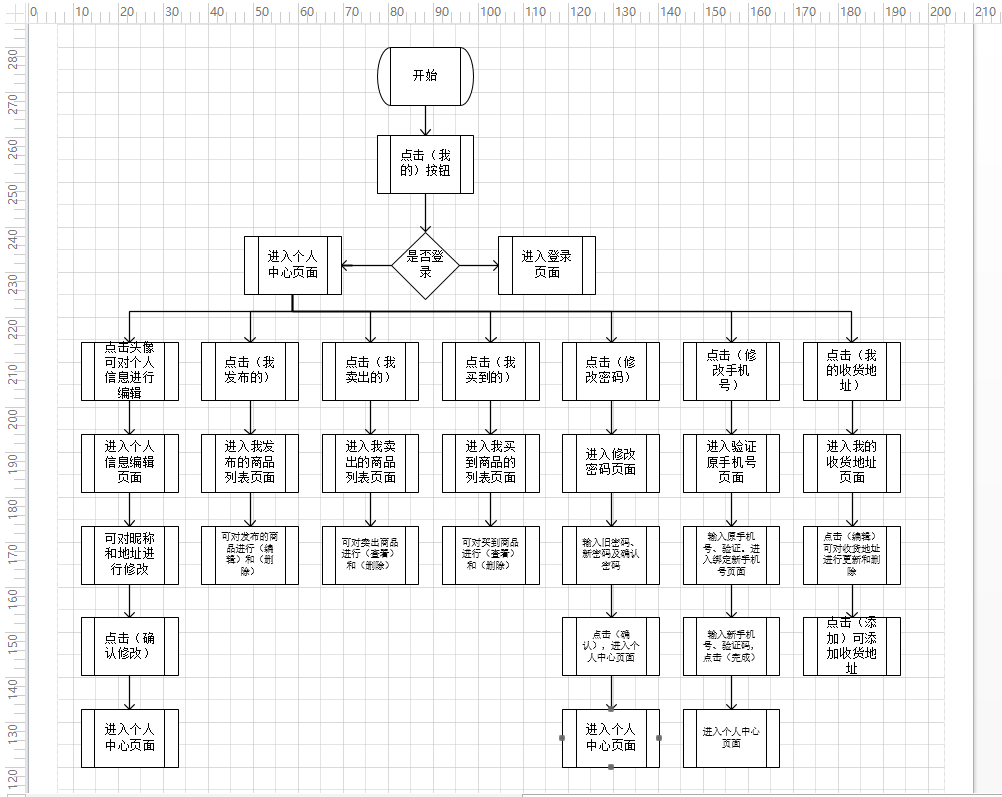 0 10 20 30 40 50 60 70 80 90 100 110 120 130 140 150 160 170 180 190 200 210
280
270
260
250
240
230
220
210
200
190
180
170
160
150
140
130
120
开始
点击（我
的）按钮
是否登
录
进入个人
中心页面
进入登录
页面
点击头像
可对个人
信息进行
编辑
点击（我
发布的）
点击（我
卖出的）
点击（我
买到的）
点击（修
改密码）
点击（修
改手机
号）
点击（我
的收货地
址）
进入个人
信息编辑
页面
进入我发
布的商品
列表页面
进入我卖
出的商品
列表页面
进入我买
到商品的
列表页面
进入修改
密码页面
进入验证
原手机号
页面
进入我的
收货地址
页面
可对昵称
和地址进
行修改
可对发布的商
品进行（编
辑）和（删
除）
可对卖出商品
进行（查看）
和（删除）
可对买到商品
进行（查看）
和（删除）
输入旧密码、
新密码及确认
密码
输入原手机
号、验证。进
入绑定新手机
号页面
点击（编辑）
可对收货地址
进行更新和删
除
点击（确
认修改）
点击（确
认），进入个
人中心页面
输入新手机
号、验证码，
点击（完成）
点击（添
加）可添
加收货地
址
进入个人
中心页面
进入个人
中心页面
进入个人中心
页面